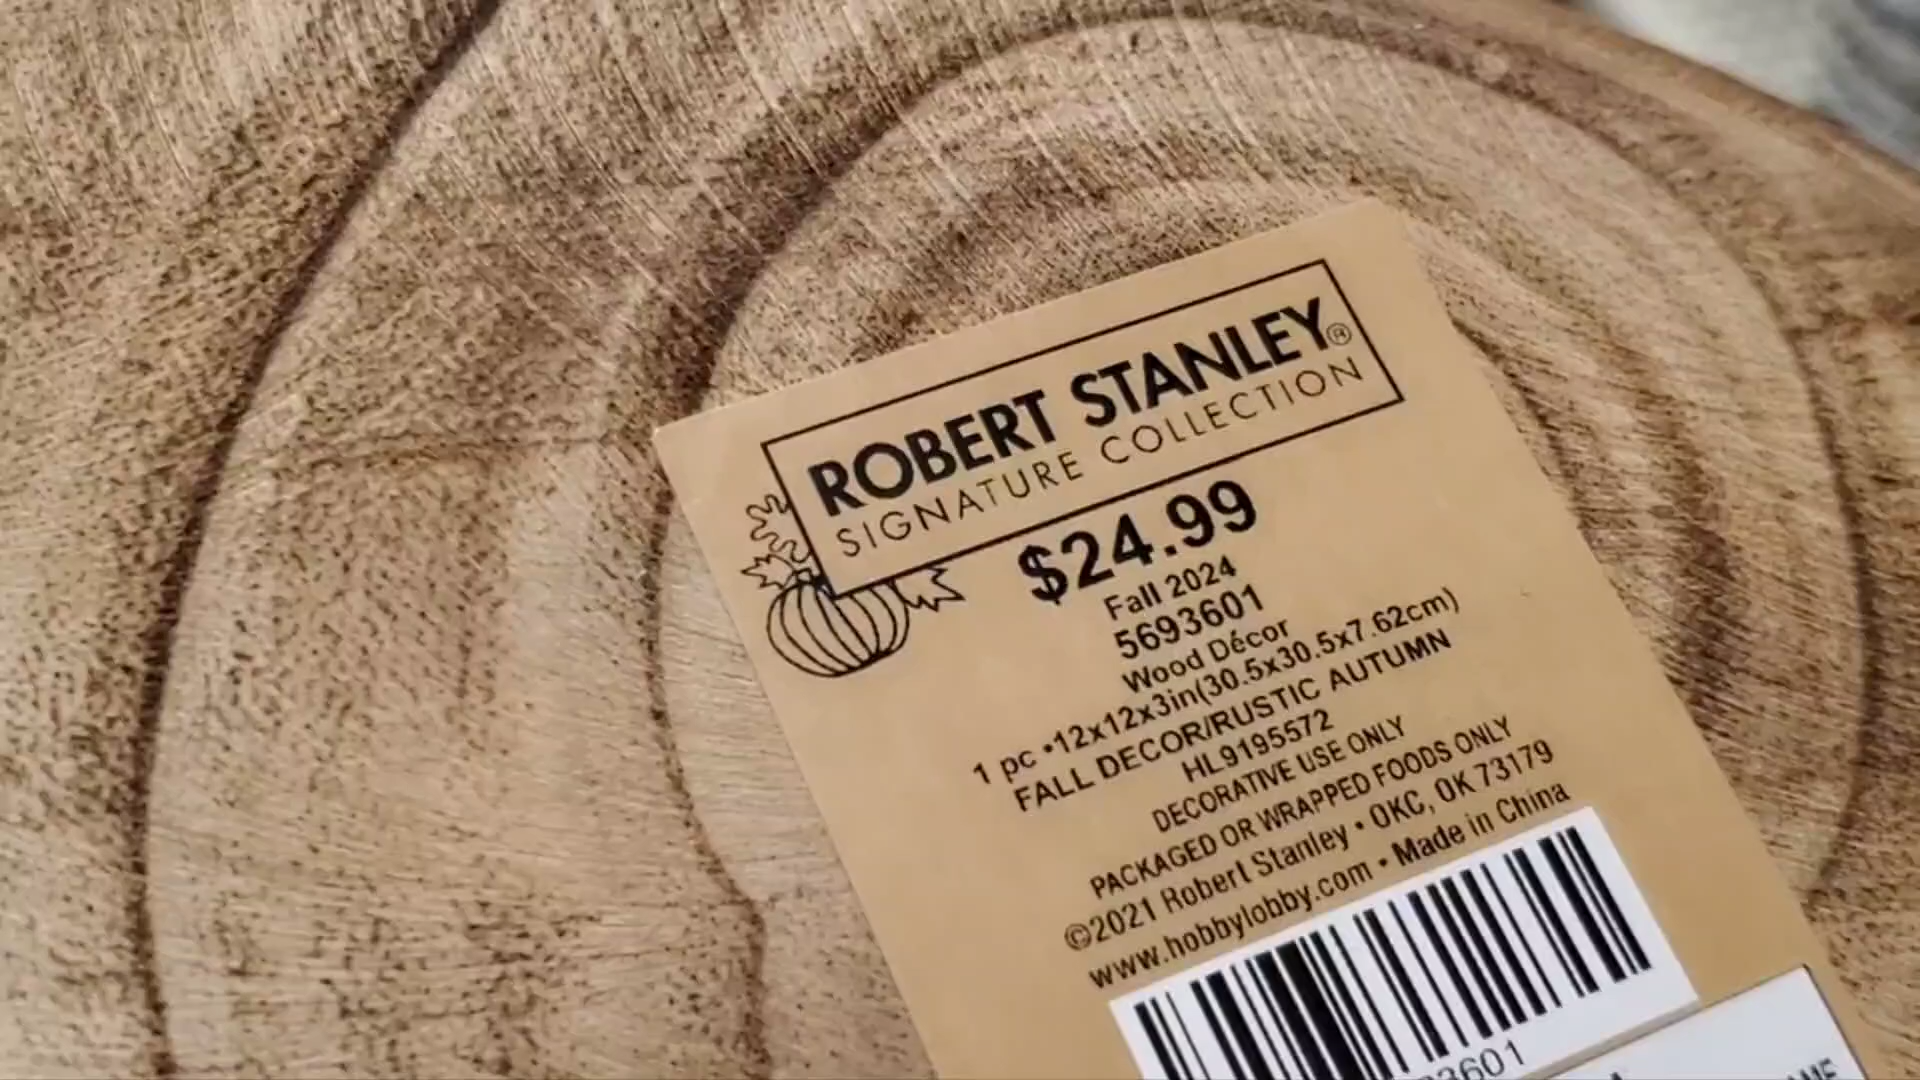 ROBERT STANLEY®
SIGNATURE COLLECTION
$24.99
Fall 2024
5693601
Wood Décor
1 pc •12x12x3in(30.5x30.5x7.62cm)
FALL DECOR/RUSTIC AUTUMN
HL9195572
DECORATIVE USE ONLY
PACKAGED OR WRAPPED FOODS ONLY
©2021 Robert Stanley • OKC, OK 73179
www.hobbylobby.com • Made in China
3601